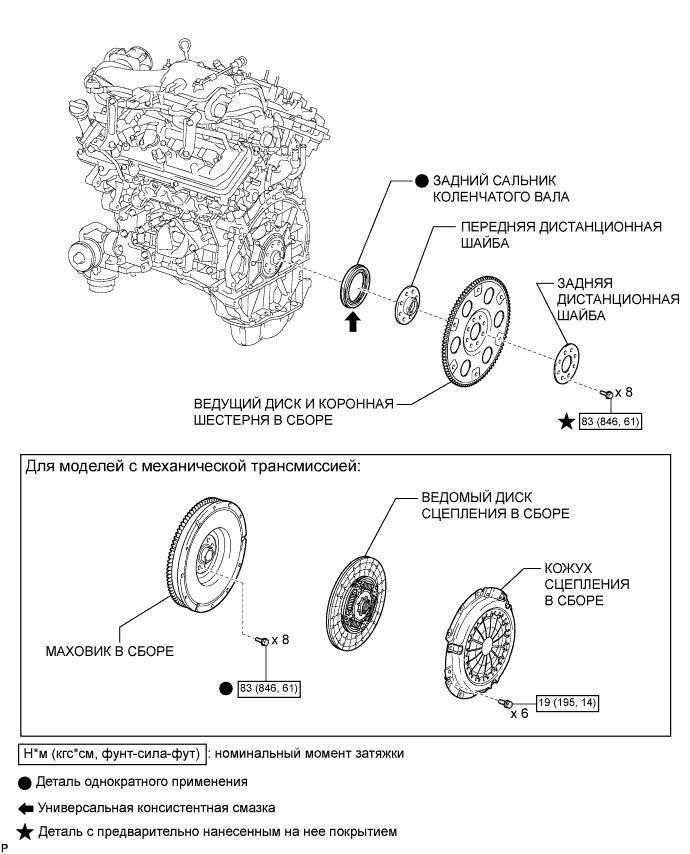 ЗАДНИЙ САЛЬНИК
КОЛЕНЧАТОГО ВАЛА
ПЕРЕДНЯЯ ДИСТАНЦИОННАЯ
ШАЙБА
ЗАДНЯЯ
ДИСТАНЦИОННАЯ
ШАЙБА
x 8
83 (846, 61)
ВЕДУЩИЙ ДИСК И КОРОННАЯ
ШЕСТЕРНЯ В СБОРЕ
Для моделей с механической трансмиссией:
ВЕДОМЫЙ ДИСК
СЦЕПЛЕНИЯ В СБОРЕ
КОЖУХ
СЦЕПЛЕНИЯ
В СБОРЕ
МАХОВИК В СБОРЕ
x 8
83 (846, 61)
19 (195, 14)
x 6
Н*м (кгс*см, фунт-сила-фут) : номинальный момент затяжки
Деталь однократного применения
Универсальная консистентная смазка
Деталь с предварительно нанесенным на нее покрытием
P